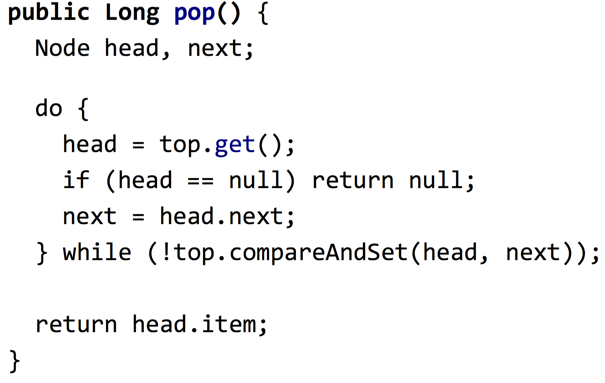 public Long pop() {
  Node head, next;

  do {
    head = top.get();
    if (head == null) return null;
    next = head.next;
  } while (!top.compareAndSet(head, next));

  return head.item;
}